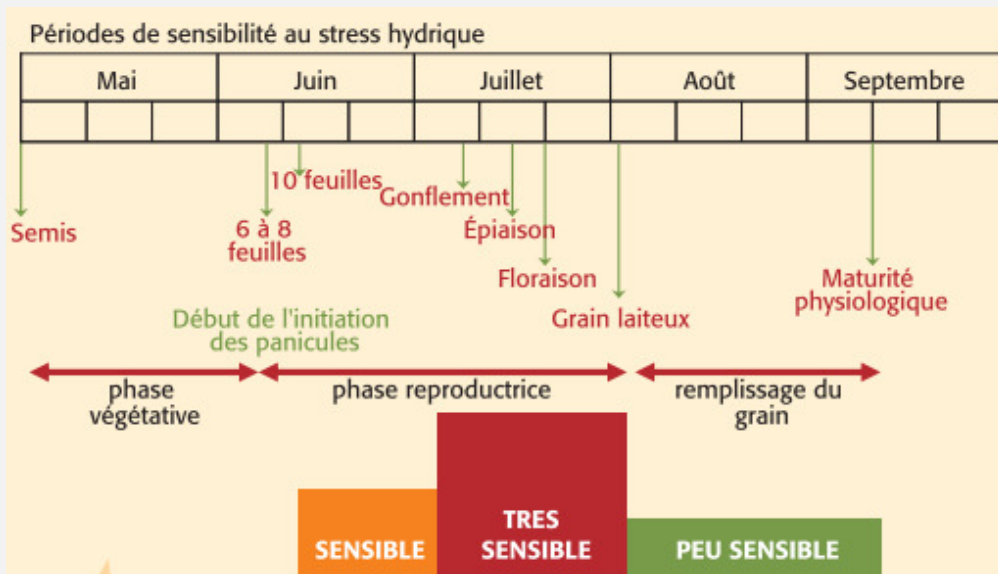 Périodes de sensibilité au stress hydrique
Mai Juin Juillet Août Septembre
10 feuilles
Gonflement
Semis
6 à 8
feuilles
Épiaison
Floraison
Maturité
physiologique
Grain laiteux
Début de l'initiation
des panicules
phase
végétative
phase reproductrice
remplissage du
grain
SENSIBLE
TRES
SENSIBLE
PEU SENSIBLE